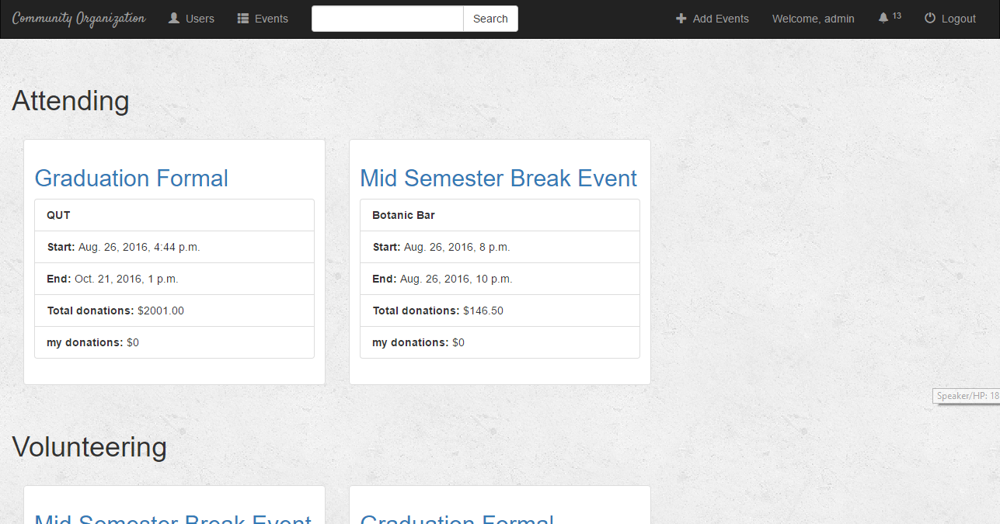 Community Organization Users Events Search Add Events Welcome, admin 13 Logout
Attending
Graduation Formal
QUT
Start: Aug. 26, 2016, 4:44 p.m.
End: Oct. 21, 2016, 1 p.m.
Total donations: $2001.00
my donations: $0
Mid Semester Break Event
Botanic Bar
Start: Aug. 26, 2016, 8 p.m.
End: Aug. 26, 2016, 10 p.m.
Total donations: $146.50
my donations: $0
Speaker/HP: 18
Volunteering
Mid Semester Break Event
Graduation Formal